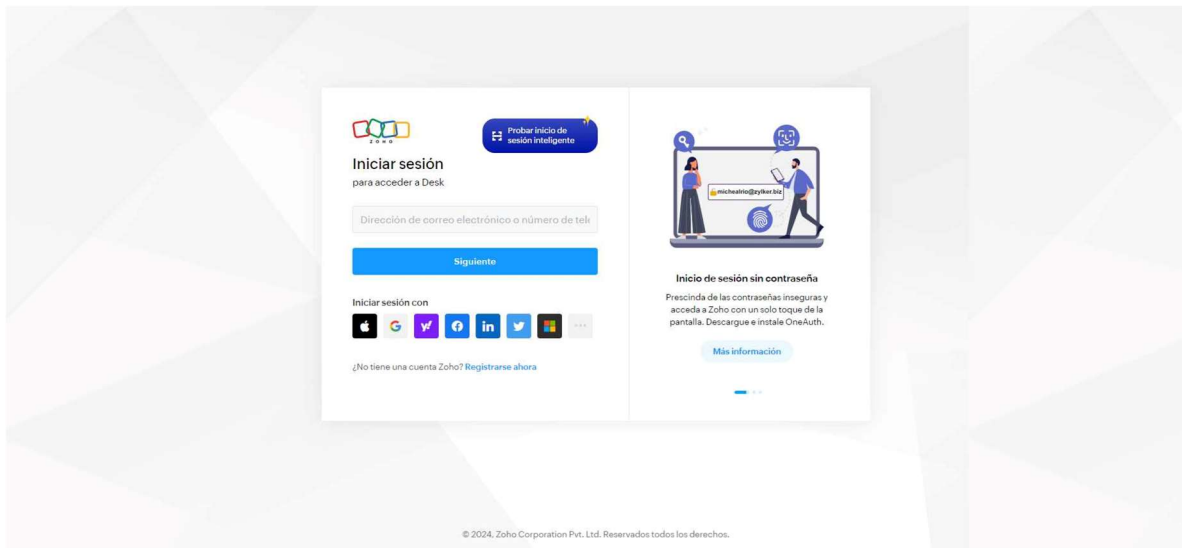 ZOHO
Probar inicio de
sesión inteligente
Iniciar sesión
para acceder a Desk
Dirección de correo electrónico o número de telé
Siguiente
Iniciar sesión con
¿No tiene una cuenta Zoho? Registrarse ahora
michealrio@zylker.biz
Inicio de sesión sin contraseña
Prescinda de las contraseñas inseguras y
acceda a Zoho con un solo toque de la
pantalla. Descargue e instale OneAuth.
Más información
© 2024, Zoho Corporation Pvt. Ltd. Reservados todos los derechos.